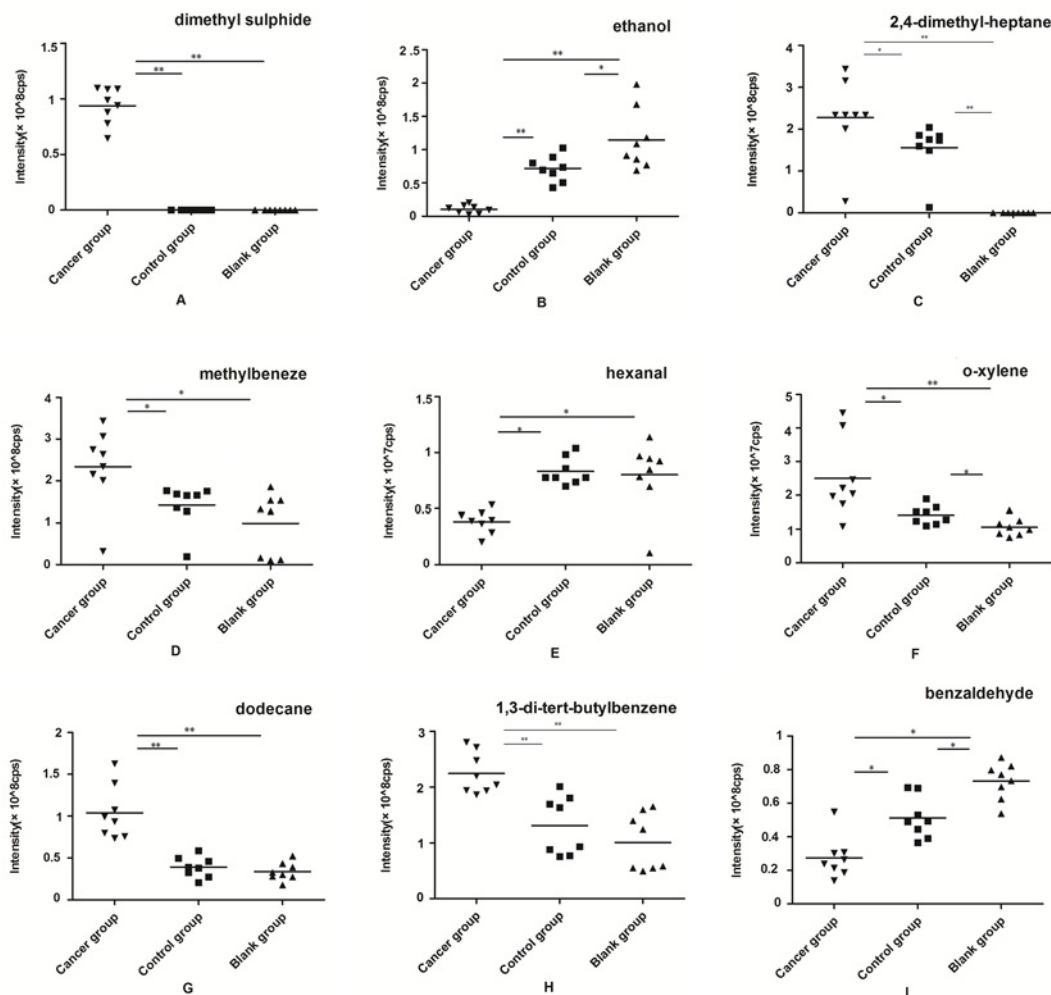 dimethyl sulphide
Intensity(× 10^8cps)
1.5
1
0.5
0
**
**
Cancer group
Control group
Blank group
A
ethanol
Intensity(× 10^8cps)
2.5
2
1.5
1
0.5
0
**
*
**
Cancer group
Control group
Blank group
B
2,4-dimethyl-heptane
Intensity(× 10^8cps)
4
3
2
1
0
**
*
**
Cancer group
Control group
Blank group
C
methylbeneze
Intensity(× 10^8cps)
4
3
2
1
0
*
*
Cancer group
Control group
Blank group
D
hexanal
Intensity(× 10^7cps)
1.5
1
0.5
0
*
*
Cancer group
Control group
Blank group
E
o-xylene
Intensity(× 10^7cps)
5
4
3
2
1
0
**
*
*
Cancer group
Control group
Blank group
F
dodecane
Intensity(× 10^8cps)
2
1.5
1
0.5
0
**
**
Cancer group
Control group
Blank group
G
1,3-di-tert-butylbenzene
Intensity(× 10^8cps)
3
2
1
0
**
**
Cancer group
Control group
Blank group
H
benzaldehyde
Intensity(× 10^8cps)
1
0.8
0.6
0.4
0.2
0
*
*
*
Cancer group
Control group
Blank group
I